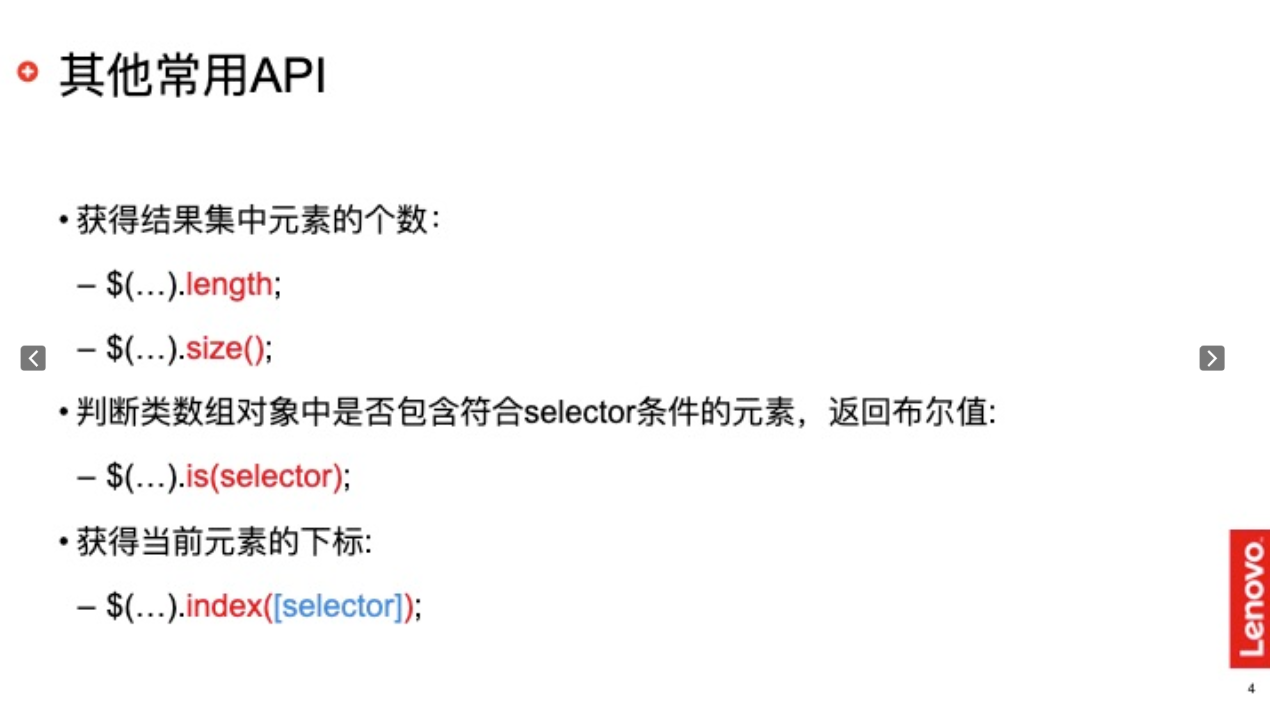 其他常用API
• 获得结果集中元素的个数：
– $(…).length;
– $(…).size();
• 判断类数组对象中是否包含符合selector条件的元素，返回布尔值:
– $(…).is(selector);
• 获得当前元素的下标:
– $(…).index([selector]);
Lenovo
4